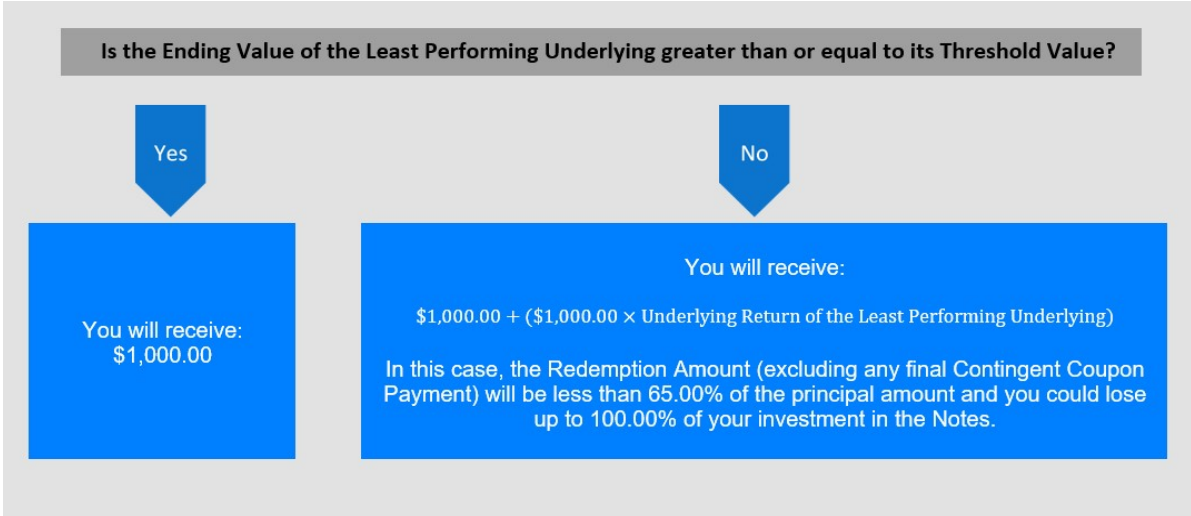 Is the Ending Value of the Least Performing Underlying greater than or equal to its Threshold Value?
Yes
No
You will receive:
$1,000.00
You will receive:
$1,000.00 + ($1,000.00 × Underlying Return of the Least Performing Underlying)
In this case, the Redemption Amount (excluding any final Contingent Coupon
Payment) will be less than 65.00% of the principal amount and you could lose
up to 100.00% of your investment in the Notes.